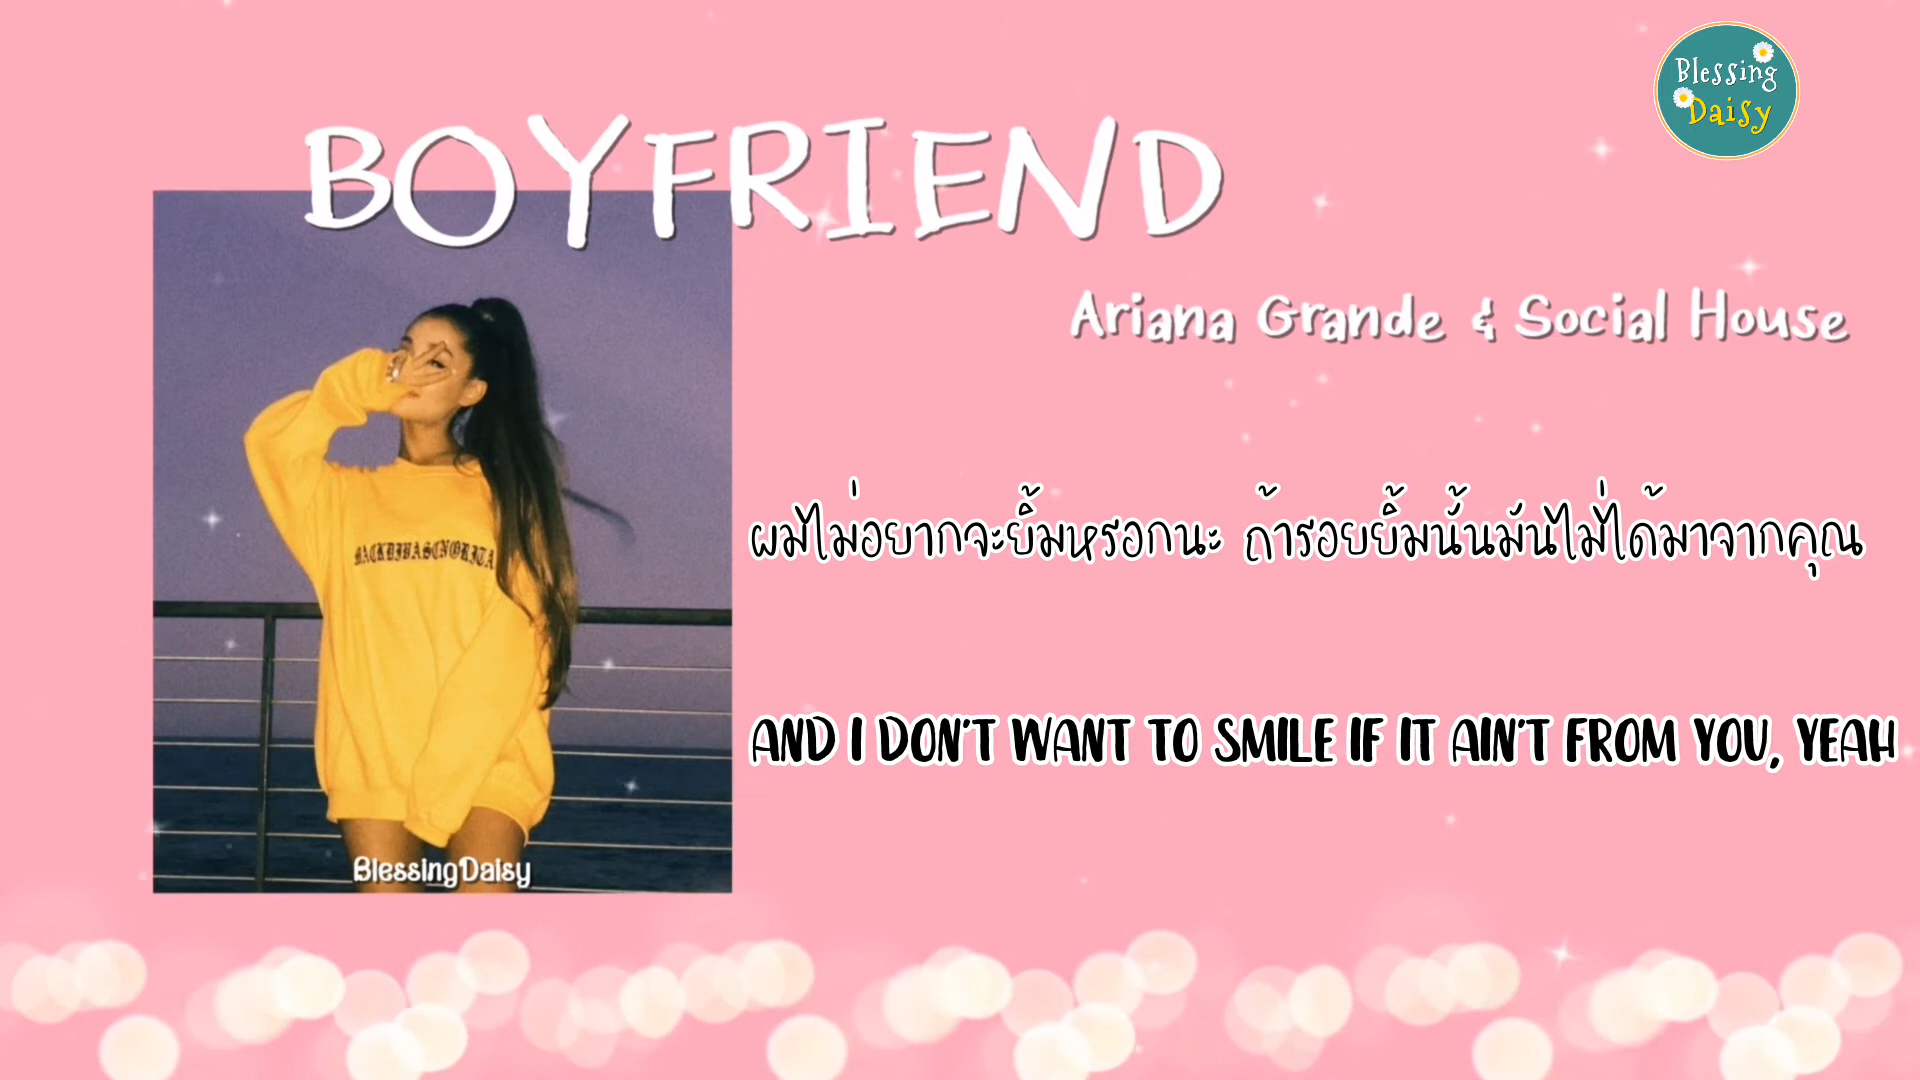 Blessing
Daisy
BOYFRIEND
Ariana Grande & Social House
ผมไม่อยากจะยิ้มหรอกนะ ถ้ารอยยิ้มนั้นมันไม่ได้มาจากคุณ
AND I DON'T WANT TO SMILE IF IT AIN'T FROM YOU, YEAH
BlessingDaisy